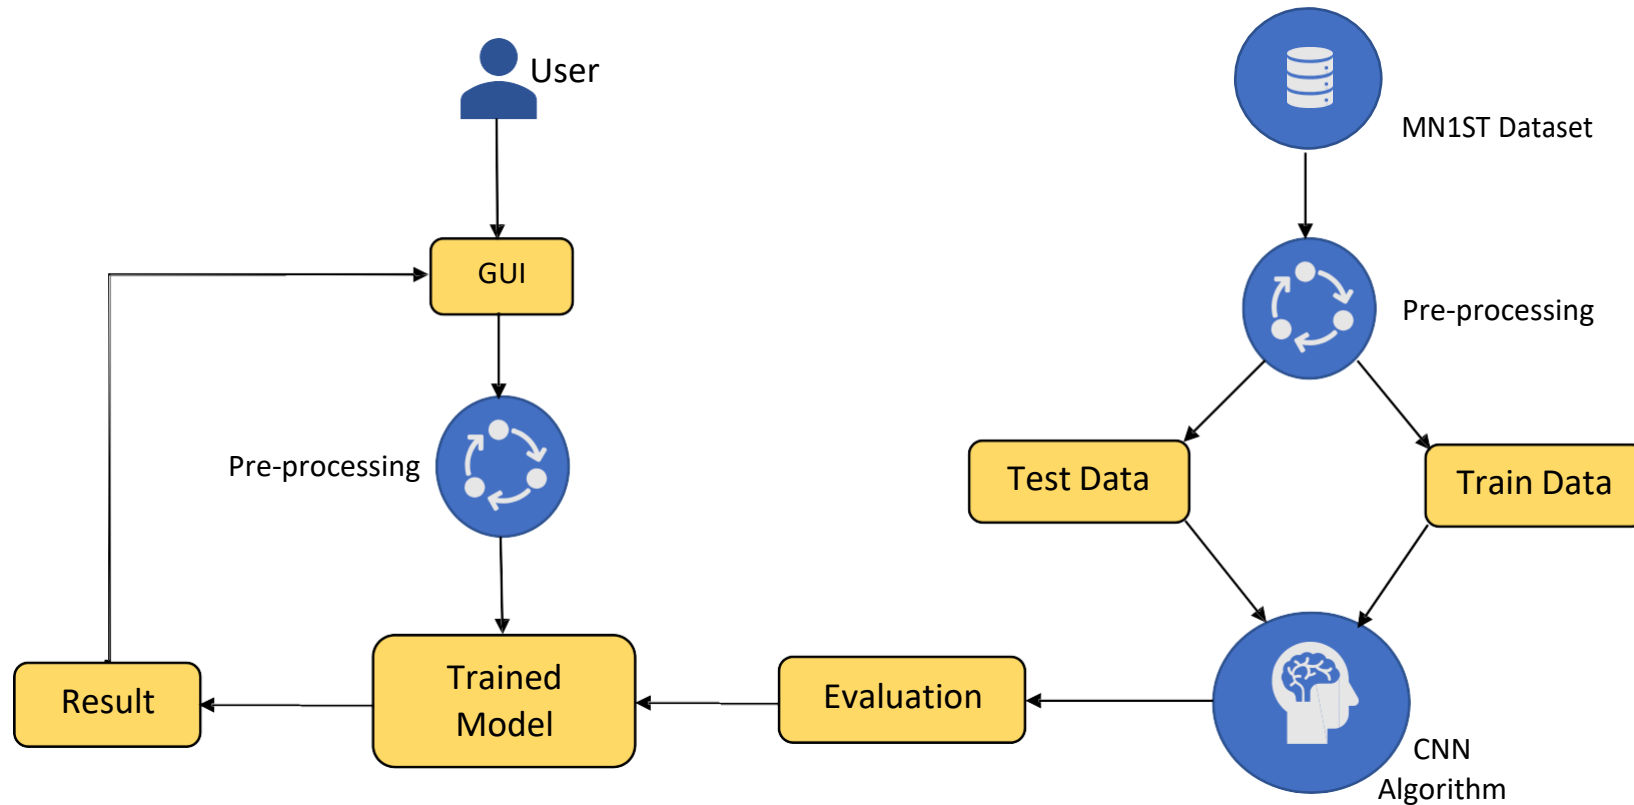 User
MN1ST Dataset
GUI
Pre-processing
Pre-processing
Test Data
Train Data
Trained
Model
Evaluation
Result
CNN
Algorithm